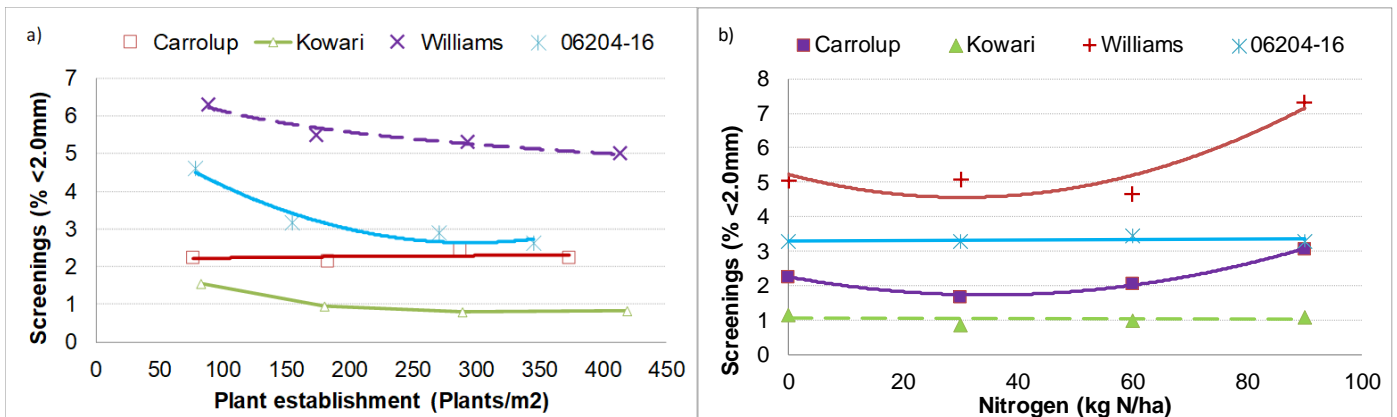 a)
Carrolup Kowari Williams 06204-16
Screenings (% <2.0mm)
7
6
5
4
3
2
1
0
0 50 100 150 200 250 300 350 400 450
Plant establishment (Plants/m2)
b)
Carrolup Kowari Williams 06204-16
Screenings (% <2.0mm)
8
7
6
5
4
3
2
1
0
0 20 40 60 80 100
Nitrogen (kg N/ha)